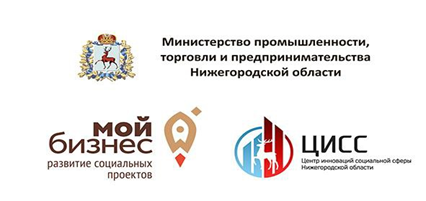 Министерство промышленности,
торговли и предпринимательства
Нижегородской области
мой
бизнес
развитие социальных
проектов
ЦИСС
Центр инноваций социальной сферы
Нижегородской области